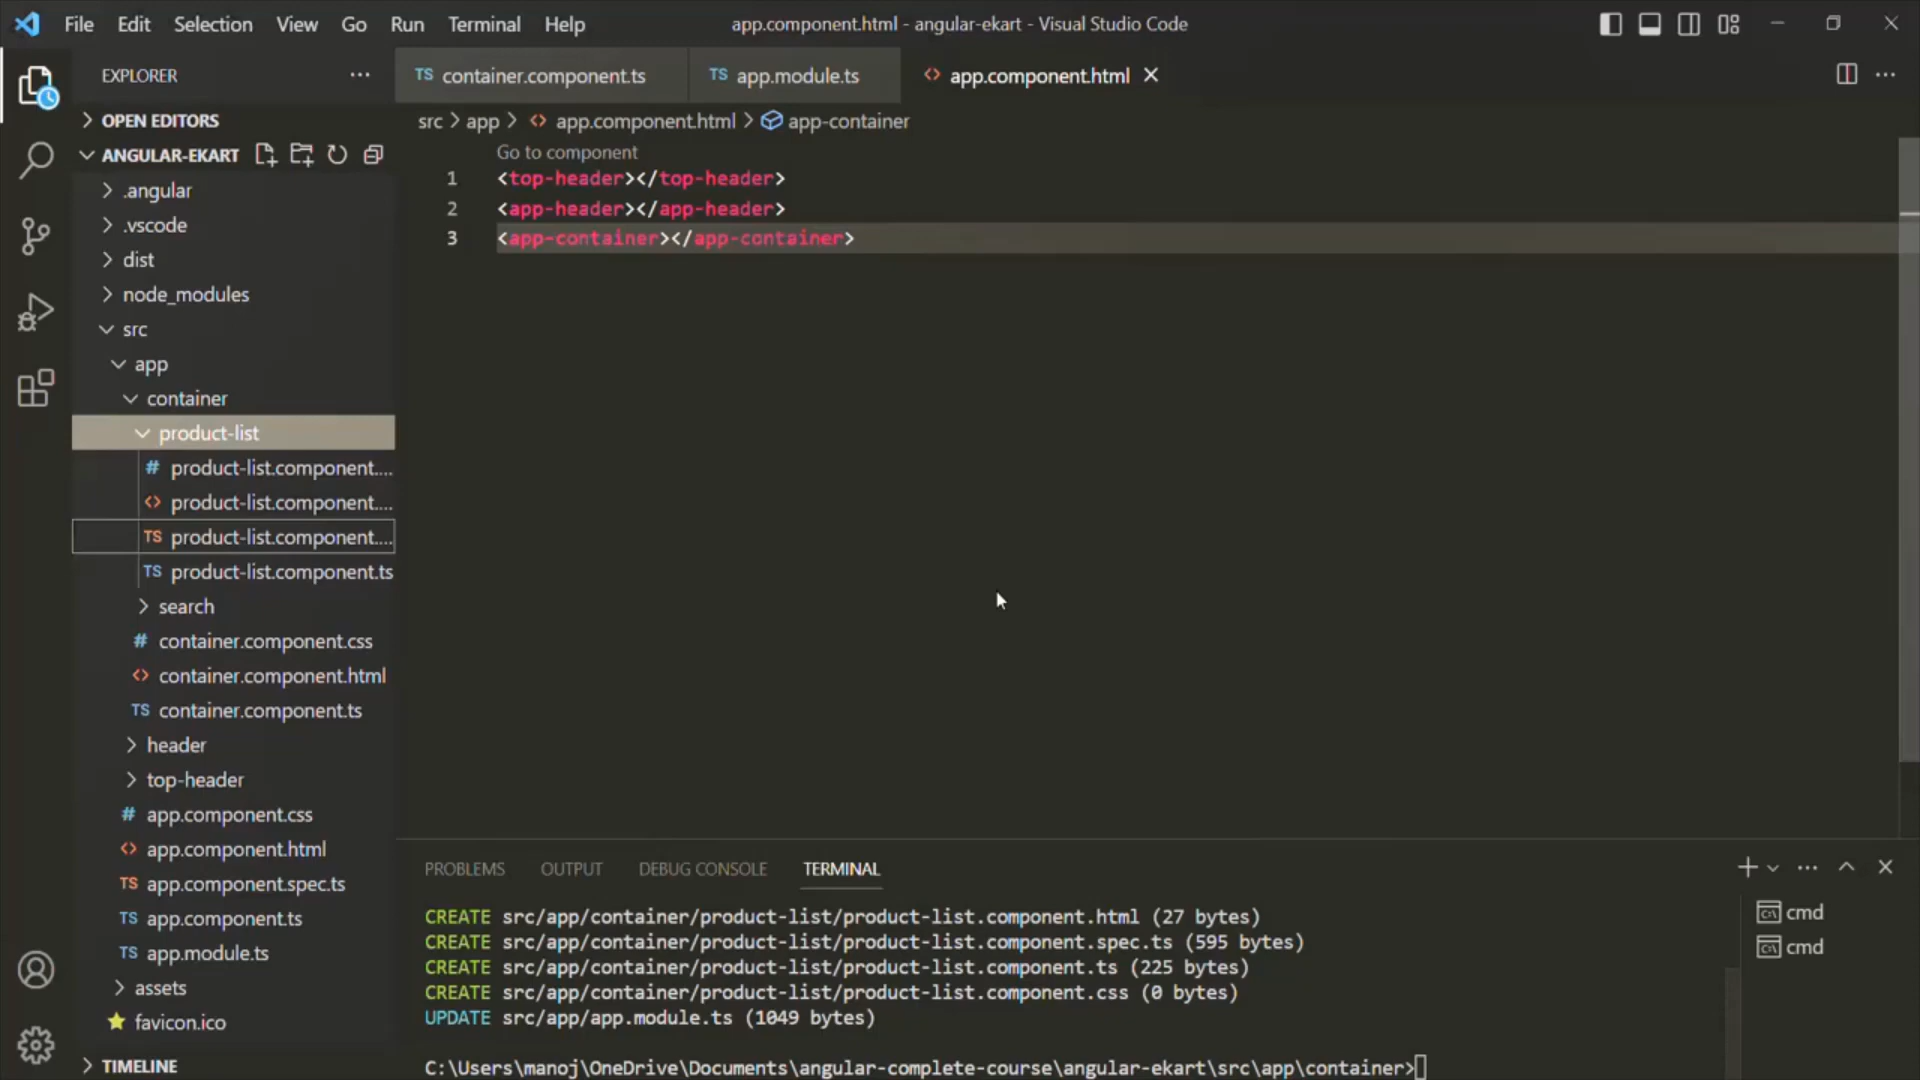 File Edit Selection View Go Run Terminal Help
app.component.html - angular-ekart - Visual Studio Code
EXPLORER
TS container.component.ts
TS app.module.ts
<> app.component.html
OPEN EDITORS
src > app > <> app.component.html > app-container
ANGULAR-EKART
Go to component
1 <top-header></top-header>
2 <app-header></app-header>
3 <app-container></app-container>
.angular
.vscode
dist
node_modules
src
app
container
product-list
# product-list.component....
<> product-list.component....
TS product-list.component....
TS product-list.component.ts
search
# container.component.css
<> container.component.html
TS container.component.ts
header
top-header
# app.component.css
<> app.component.html
TS app.component.spec.ts
TS app.component.ts
TS app.module.ts
assets
favicon.ico
TIMELINE
PROBLEMS OUTPUT DEBUG CONSOLE TERMINAL
CREATE src/app/container/product-list/product-list.component.html (27 bytes)
CREATE src/app/container/product-list/product-list.component.spec.ts (595 bytes)
CREATE src/app/container/product-list/product-list.component.ts (225 bytes)
CREATE src/app/container/product-list/product-list.component.css (0 bytes)
UPDATE src/app/app.module.ts (1049 bytes)
C:\Users\manoj\OneDrive\Documents\angular-complete-course\angular-ekart\src\app\container>
cmd
cmd